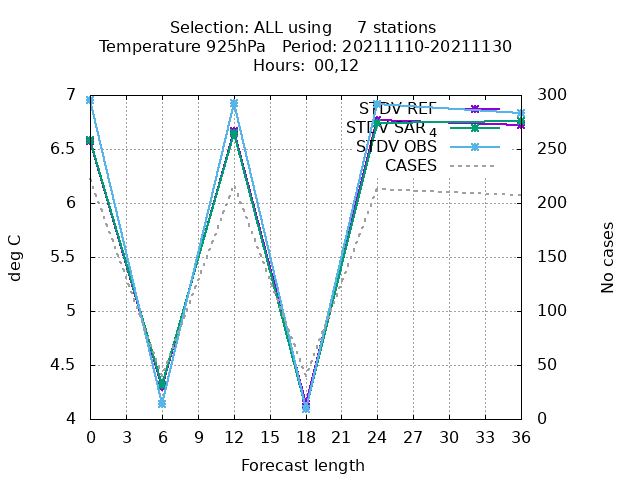 Selection: ALL using 7 stations
Temperature 925hPa Period: 20211110-20211130
Hours: 00,12
7 300
STDV REF
STDV SAR4
6.5 250
STDV OBS
CASES
6 200
5.5 150
deg C
No cases
5 100
4.5 50
4 0
0 3 6 9 12 15 18 21 24 27 30 33 36
Forecast length